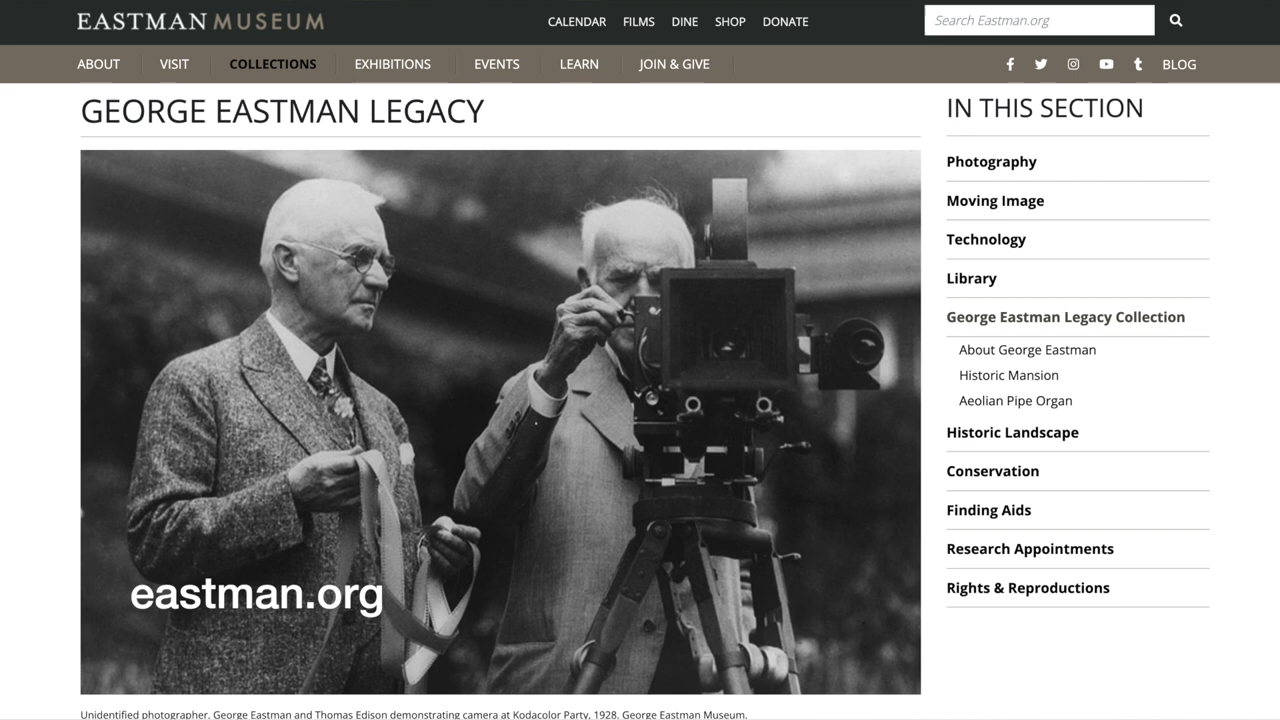 EASTMAN MUSEUM
CALENDAR FILMS DINE SHOP DONATE
Search Eastman.org
ABOUT VISIT COLLECTIONS EXHIBITIONS EVENTS LEARN JOIN & GIVE
BLOG
GEORGE EASTMAN LEGACY
eastman.org
Unidentified photographer. George Eastman and Thomas Edison demonstrating camera at Kodacolor Party, 1928. George Eastman Museum.
IN THIS SECTION
Photography
Moving Image
Technology
Library
George Eastman Legacy Collection
About George Eastman
Historic Mansion
Aeolian Pipe Organ
Historic Landscape
Conservation
Finding Aids
Research Appointments
Rights & Reproductions